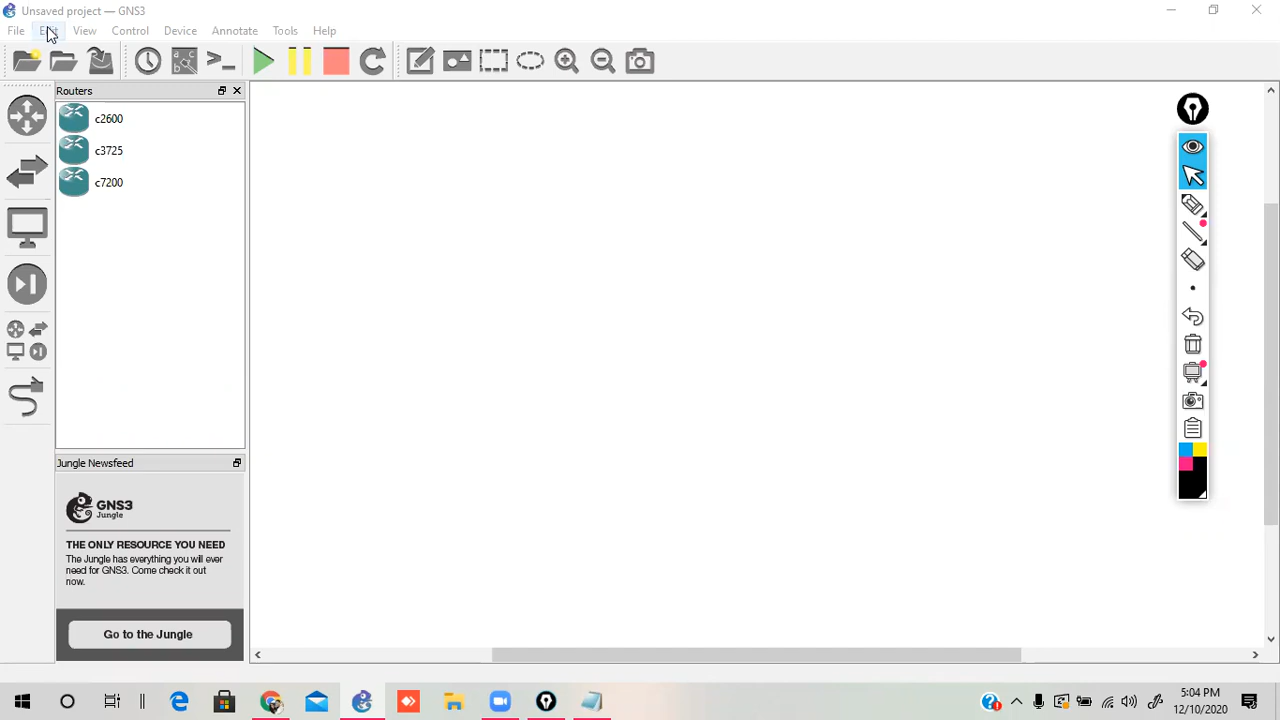 Unsaved project — GNS3
File Edit View Control Device Annotate Tools Help
Routers
c2600
c3725
c7200
Jungle Newsfeed
GNS3
Jungle
THE ONLY RESOURCE YOU NEED
The Jungle has everything you will ever
need for GNS3. Come check it out
now.
Go to the Jungle
5:04 PM
12/10/2020